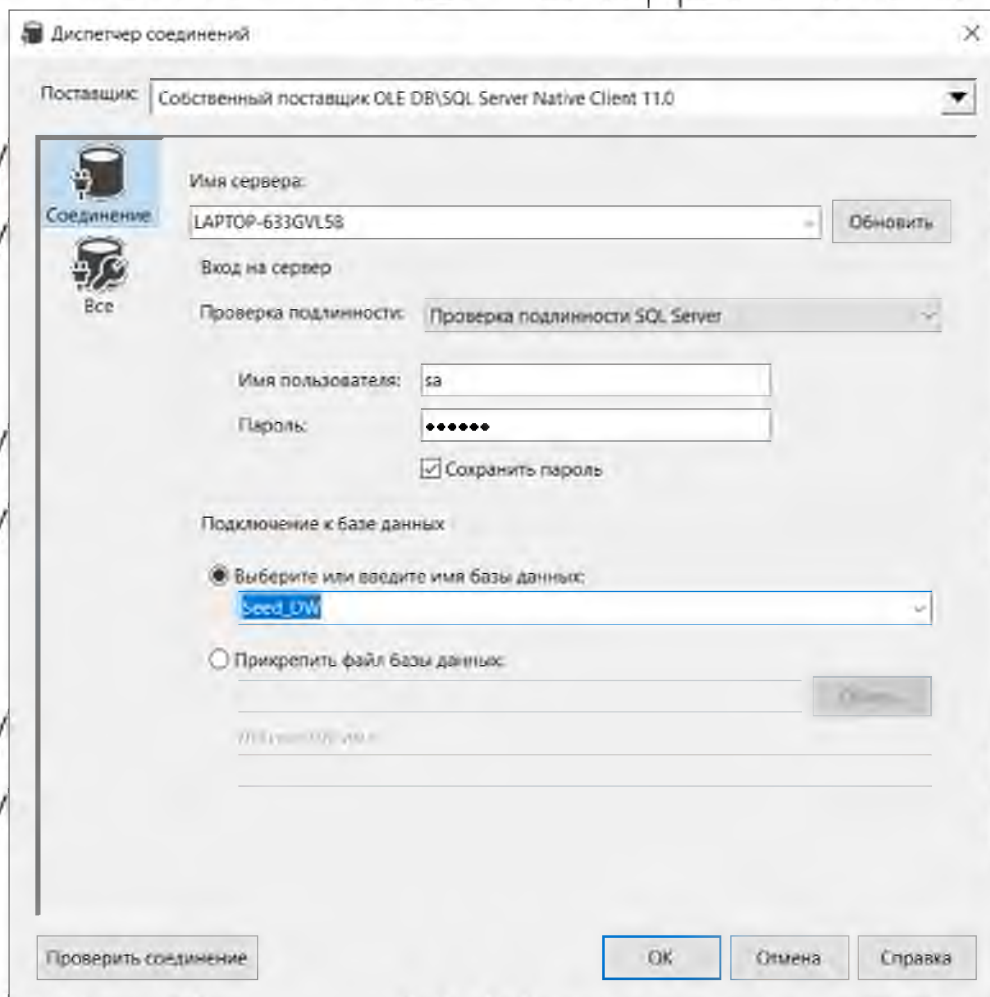 Диспетчер соединений
Поставщик: Собственный поставщик OLE DB\SQL Server Native Client 11.0
Соединение
Все
Имя сервера:
LAPTOP-633GVL5B
Обновить
Вход на сервер
Проверка подлинности: Проверка подлинности SQL Server
Имя пользователя: sa
Пароль: ••••••
Сохранить пароль
Подключение к базе данных
Выберите или введите имя базы данных:
Seed_DW
Прикрепить файл базы данных:
Проверить соединение
ОК
Отмена
Справка